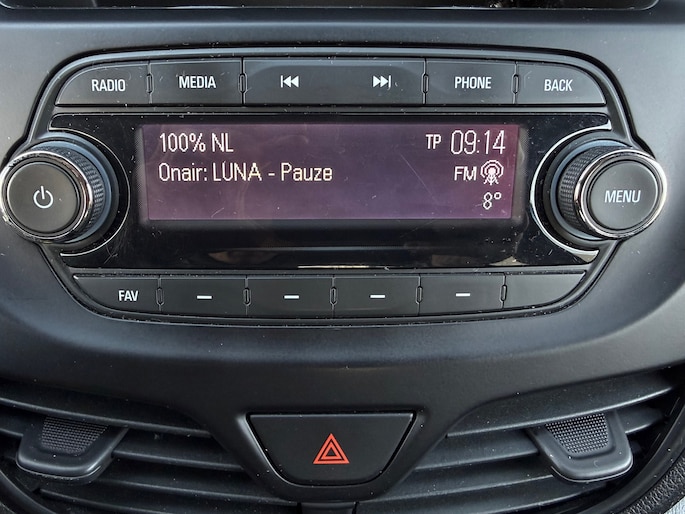 RADIO MEDIA PHONE BACK
100% NL TP 09:14
Onair: LUNA - Pauze FM
8°
MENU
FAV